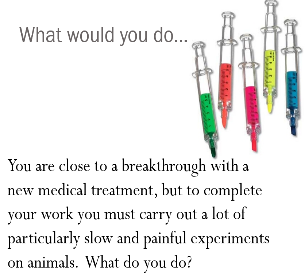 What would you do...
You are close to a breakthrough with a
new medical treatment, but to complete
your work you must carry out a lot of
particularly slow and painful experiments
on animals.  What do you do?